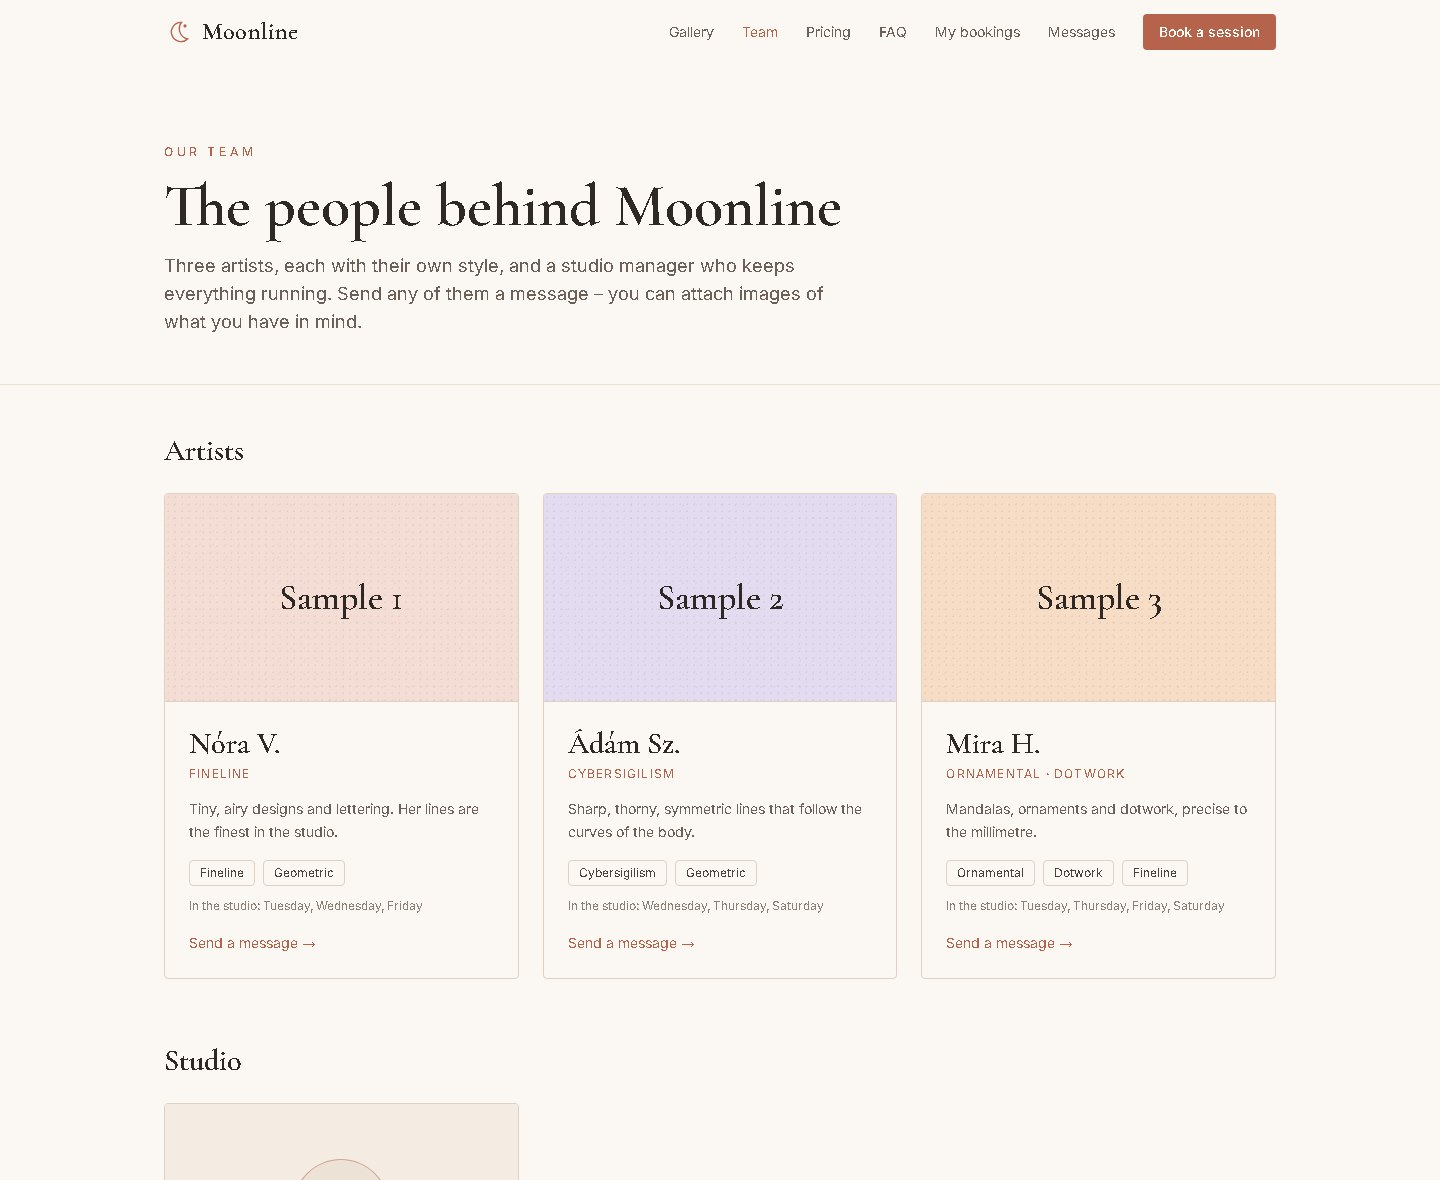 Moonline
Gallery Team Pricing FAQ My bookings Messages Book a session
OUR TEAM
The people behind Moonline
Three artists, each with their own style, and a studio manager who keeps
everything running. Send any of them a message – you can attach images of
what you have in mind.
Artists
Sample 1
Nóra V.
FINELINE
Tiny, airy designs and lettering. Her lines are
the finest in the studio.
Fineline Geometric
In the studio: Tuesday, Wednesday, Friday
Send a message →
Sample 2
Ádám Sz.
CYBERSIGILISM
Sharp, thorny, symmetric lines that follow the
curves of the body.
Cybersigilism Geometric
In the studio: Wednesday, Thursday, Saturday
Send a message →
Sample 3
Mira H.
ORNAMENTAL · DOTWORK
Mandalas, ornaments and dotwork, precise to
the millimetre.
Ornamental Dotwork Fineline
In the studio: Tuesday, Thursday, Friday, Saturday
Send a message →
Studio